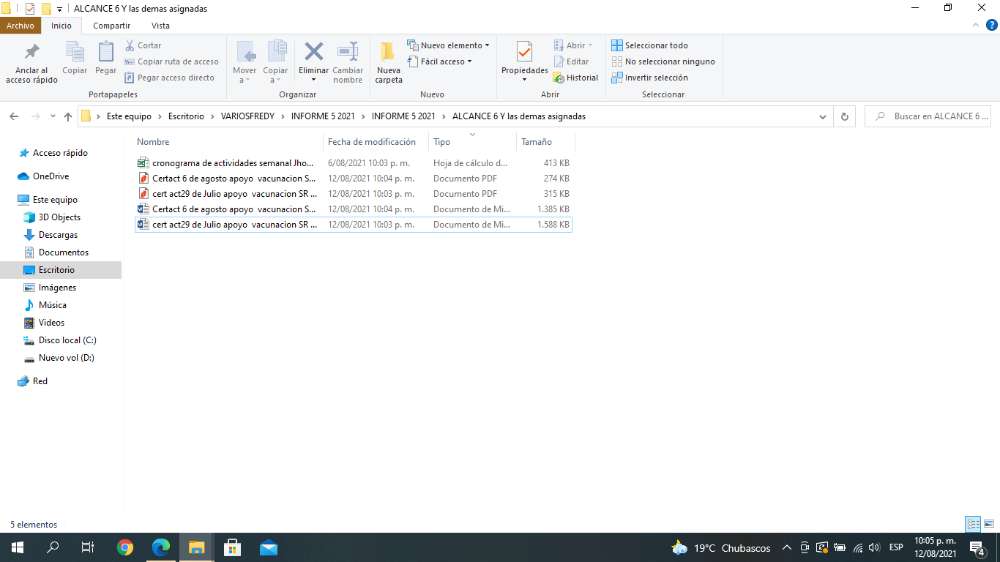 ALCANCE 6 Y las demas asignadas
Archivo Inicio Compartir Vista
Anclar al acceso rápido
Copiar
Pegar
Cortar
Copiar ruta de acceso
Pegar acceso directo
Portapapeles
Mover a
Copiar a
Eliminar
Cambiar nombre
Organizar
Nueva carpeta
Nuevo elemento
Fácil acceso
Nuevo
Propiedades
Abrir
Editar
Historial
Abrir
Seleccionar todo
No seleccionar ninguno
Invertir selección
Seleccionar
Este equipo > Escritorio > VARIOSFREDY > INFORME 5 2021 > INFORME 5 2021 > ALCANCE 6 Y las demas asignadas
Buscar en ALCANCE 6 ...
Acceso rápido
OneDrive
Este equipo
3D Objects
Descargas
Documentos
Escritorio
Imágenes
Música
Videos
Disco local (C:)
Nuevo vol (D:)
Red
Nombre Fecha de modificación Tipo Tamaño
cronograma de actividades semanal Jho... 6/08/2021 10:03 p. m. Hoja de cálculo d... 413 KB
Certact 6 de agosto apoyo vacunacion S... 12/08/2021 10:04 p. m. Documento PDF 274 KB
cert act29 de Julio apoyo vacunacion SR ... 12/08/2021 10:03 p. m. Documento PDF 315 KB
Certact 6 de agosto apoyo vacunacion S... 12/08/2021 10:04 p. m. Documento de Mi... 1.385 KB
cert act29 de Julio apoyo vacunacion SR ... 12/08/2021 10:03 p. m. Documento de Mi... 1.588 KB
5 elementos
19°C Chubascos
ESP
10:05 p. m.
12/08/2021
4